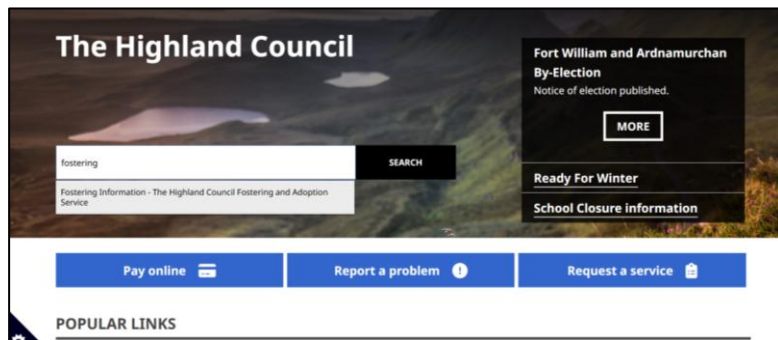 The Highland Council
fostering
SEARCH
Fostering Information - The Highland Council Fostering and Adoption
Service
Fort William and Ardnamurchan
By-Election
Notice of election published.
MORE
Ready For Winter
School Closure information
Pay online
Report a problem
Request a service
POPULAR LINKS